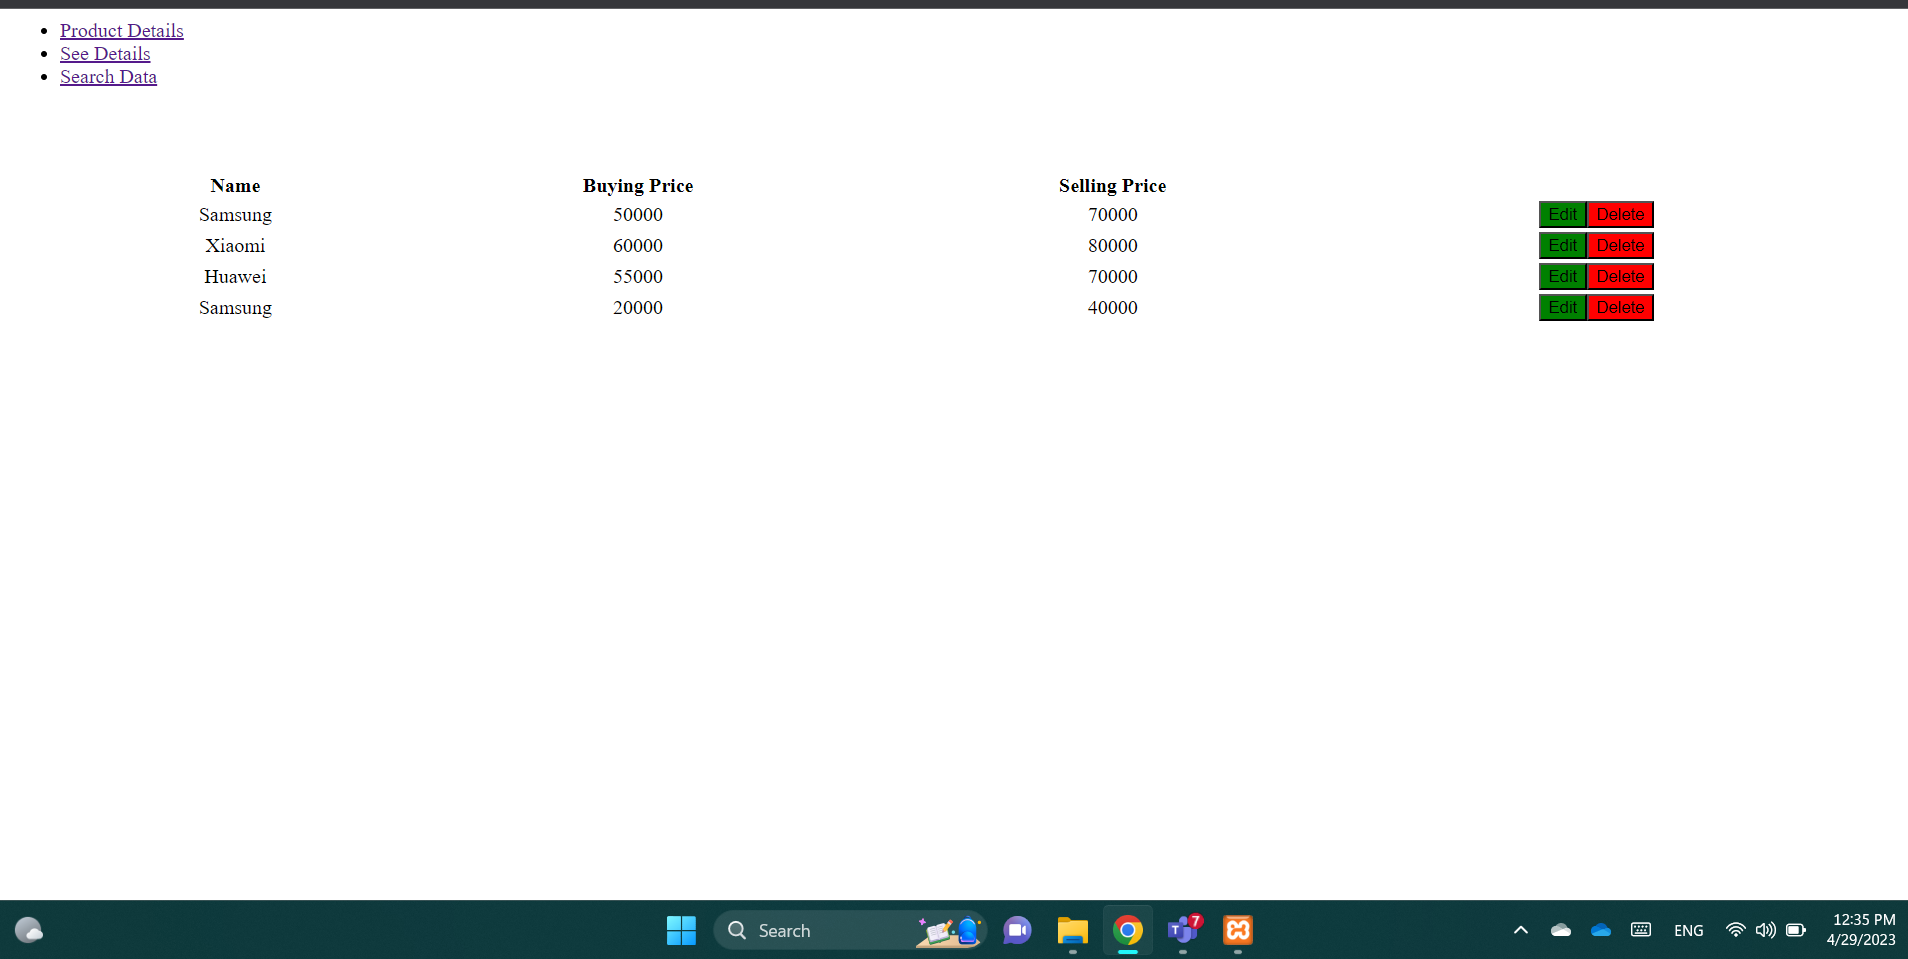 Product Details
See Details
Search Data
Name Buying Price Selling Price
Samsung 50000 70000 Edit Delete
Xiaomi 60000 80000 Edit Delete
Huawei 55000 70000 Edit Delete
Samsung 20000 40000 Edit Delete
Search T 7 ENG 12:35 PM
4/29/2023